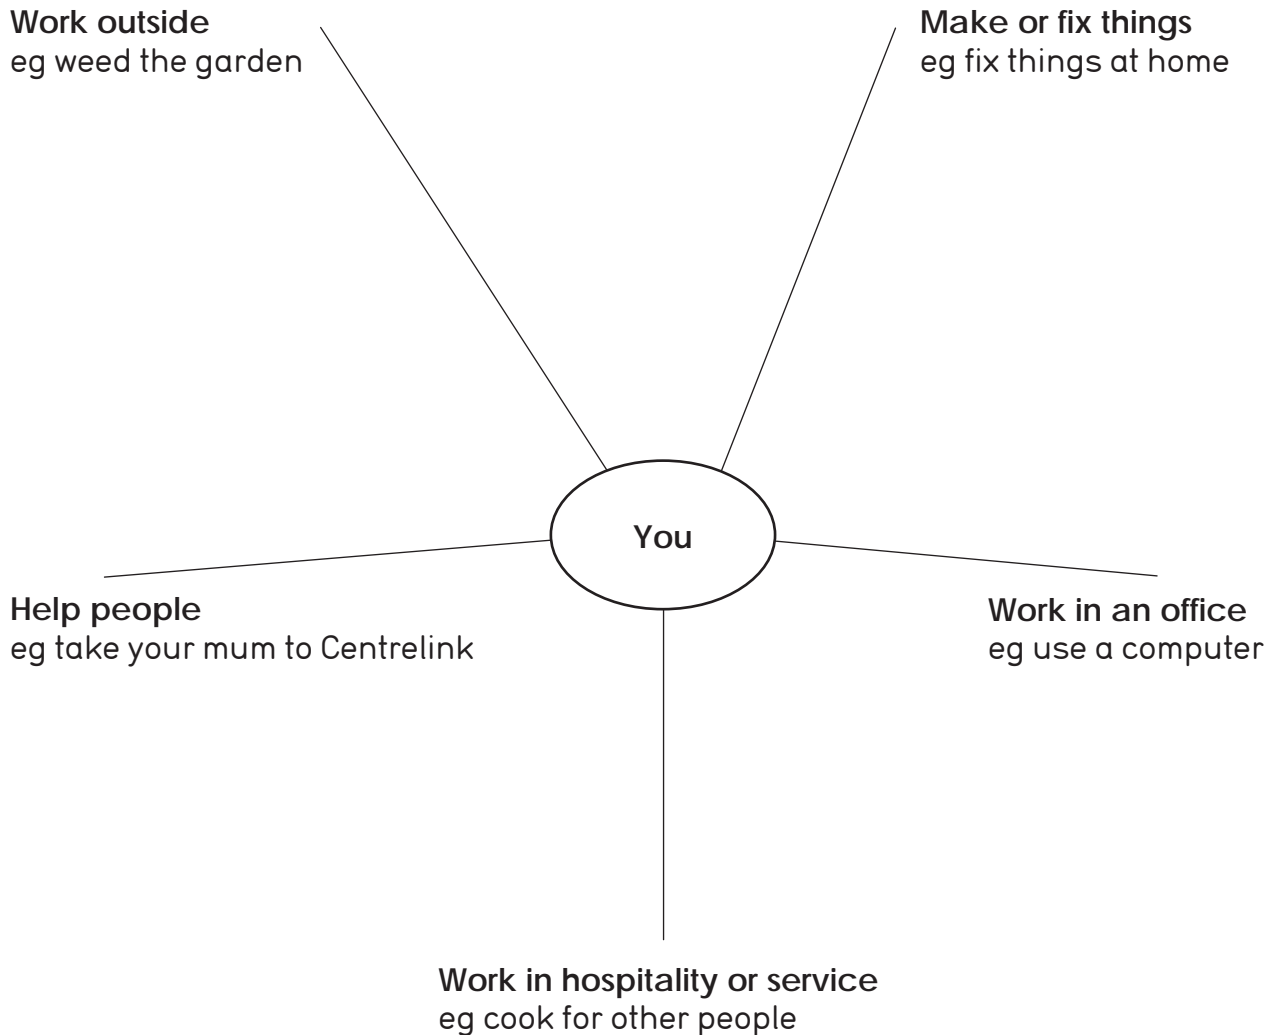 Work outside
eg weed the garden
Make or fix things
eg fix things at home
You
Help people
eg take your mum to Centrelink
Work in an office
eg use a computer
Work in hospitality or service
eg cook for other people